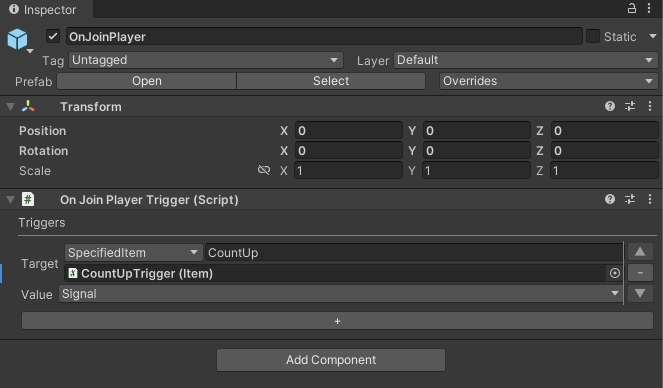 Inspector
OnJoinPlayer Static
Tag Untagged Layer Default
Prefab Open Select Overrides
Transform
Position X 0 Y 0 Z 0
Rotation X 0 Y 0 Z 0
Scale X 1 Y 1 Z 1
# On Join Player Trigger (Script)
Triggers
Target SpecifiedItem CountUp
# CountUpTrigger (Item)
-
Value Signal
+
Add Component